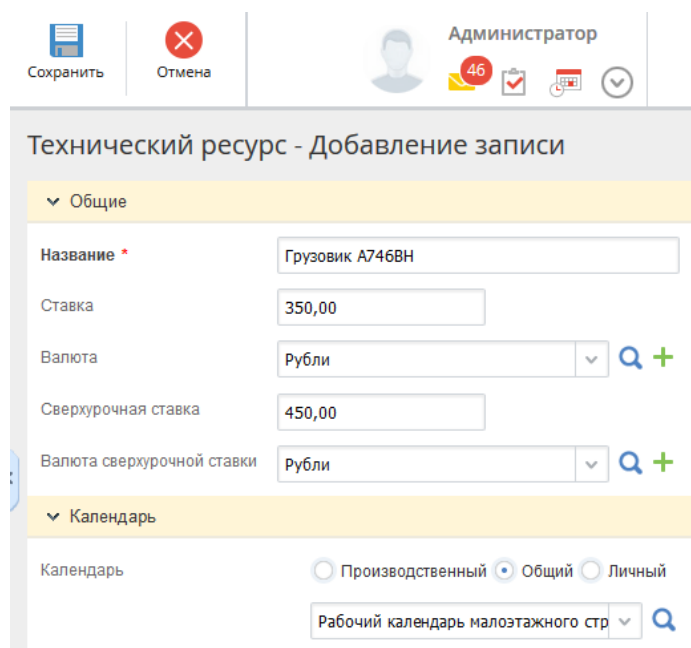 Администратор
46
Сохранить Отмена
Технический ресурс - Добавление записи
Общие
Название * Грузовик А746ВН
Ставка 350,00
Валюта Рубли
Сверхурочная ставка 450,00
Валюта сверхурочной ставки Рубли
Календарь
Календарь Производственный Общий Личный
Рабочий календарь малоэтажного стр